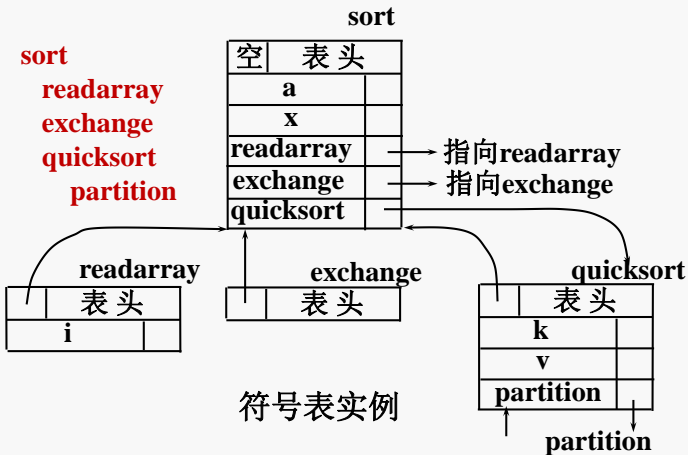 sort
sort
readarray
exchange
quicksort
partition
空 表 头
a
x
readarray
指向readarray
exchange
指向exchange
quicksort
readarray
表 头
i
exchange
表 头
quicksort
表 头
k
v
partition
partition
符号表实例